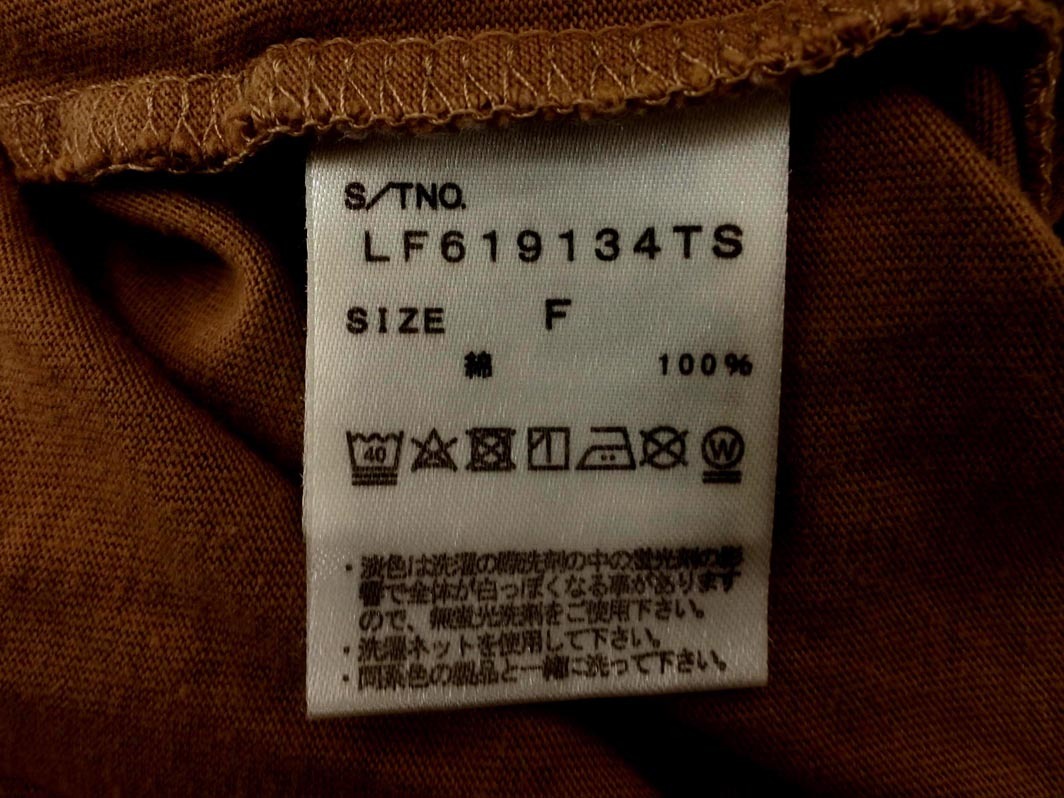 S/TNO.
LF619134TS
SIZE F
綿 100%
40 W
・淡色は洗濯の際洗剤の中の蛍光剤の影
響で全体が白っぽくなる事があります
ので、無蛍光洗剤をご使用下さい。
・洗濯ネットを使用して下さい。
・同系色の製品と一緒に洗って下さい。